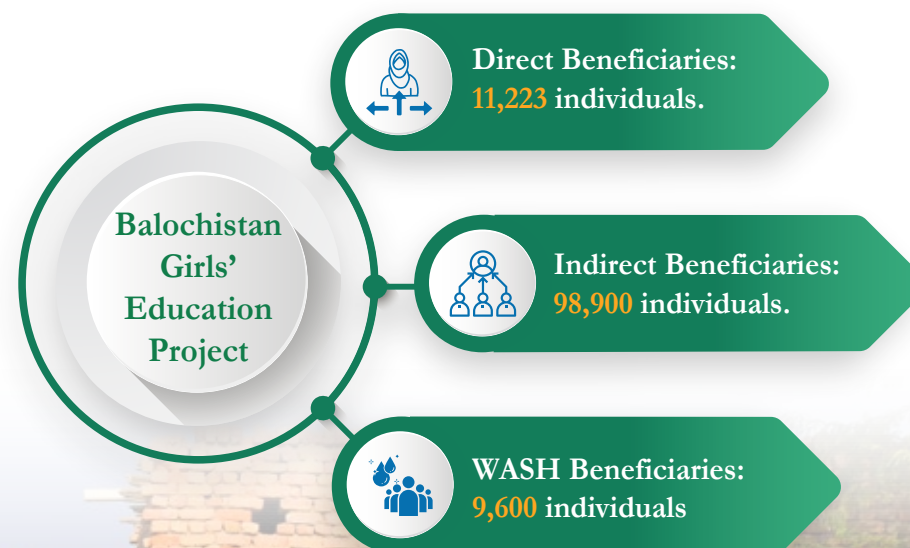 Balochistan
Girls’
Education
Project
Direct Beneficiaries:
11,223 individuals.
Indirect Beneficiaries:
98,900 individuals.
WASH Beneficiaries:
9,600 individuals